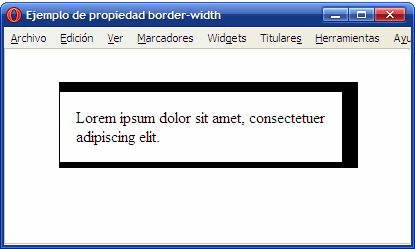 Ejemplo de propiedad border-width
Archivo Edición Ver Marcadores Widgets Titulares Herramientas
Lorem ipsum dolor sit amet, consectetuer
adipiscing elit.